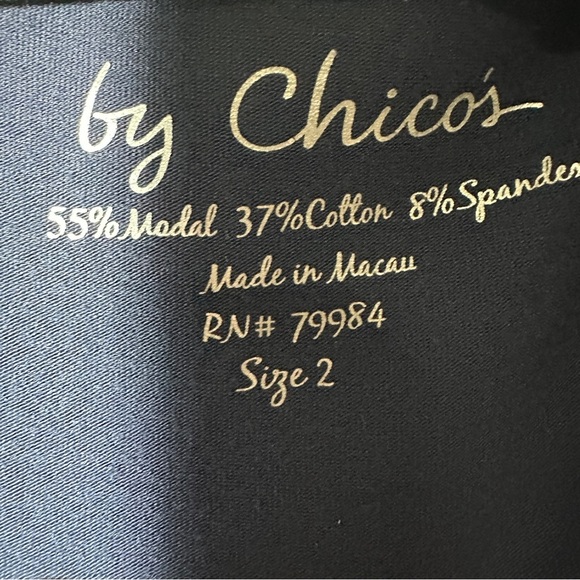 by Chico's
55% Modal 37% Cotton 8% Spandex
Made in Macau
RN# 79984
Size 2